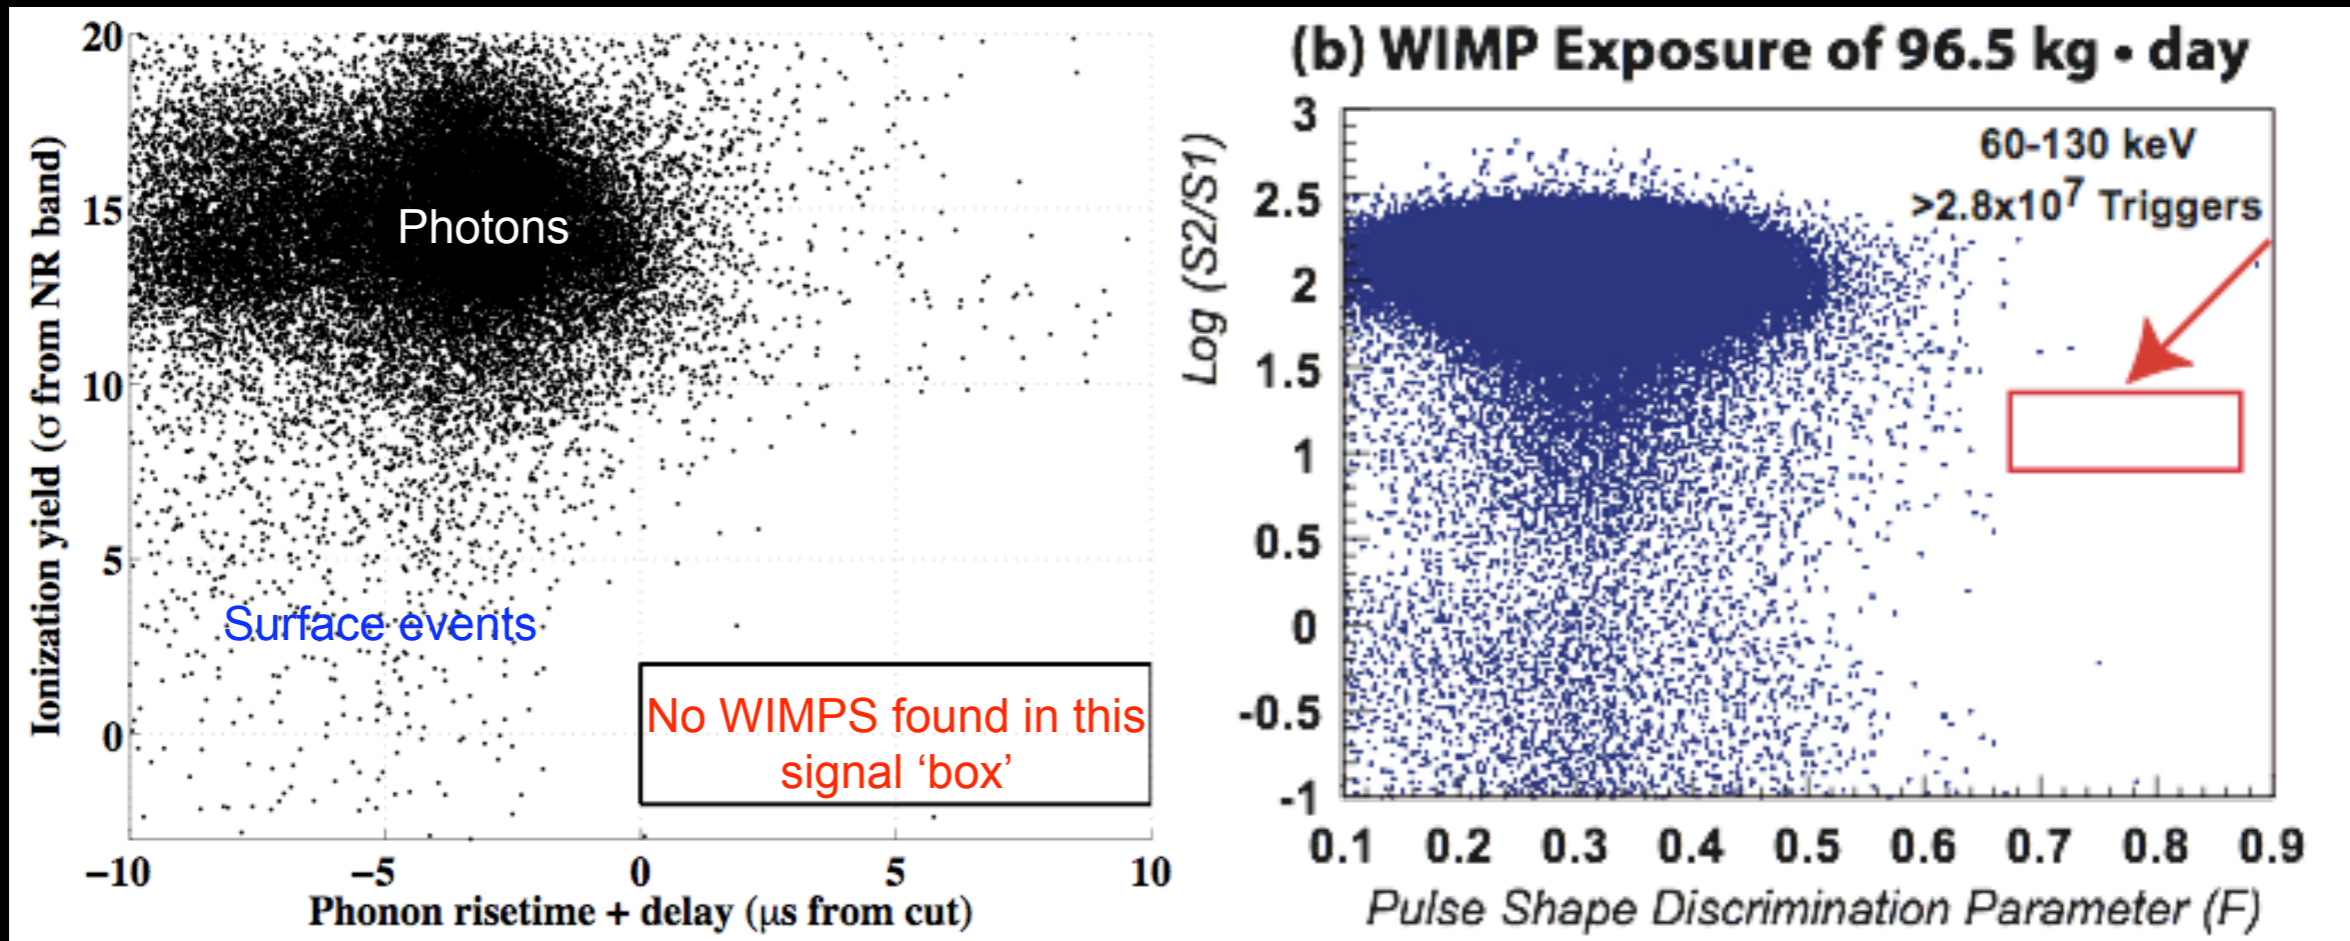 20
15
10
5
0
Ionization yield (σ from NR band)
Photons
Surface events
No WIMPS found in this
signal ‘box’
−10
−5
0
5
10
Phonon risetime + delay (μs from cut)
(b) WIMP Exposure of 96.5 kg • day
3
2.5
2
1.5
1
0.5
0
-0.5
-1
Log (S2/S1)
60-130 keV
>2.8x10⁷ Triggers
0.1
0.2
0.3
0.4
0.5
0.6
0.7
0.8
0.9
Pulse Shape Discrimination Parameter (F)